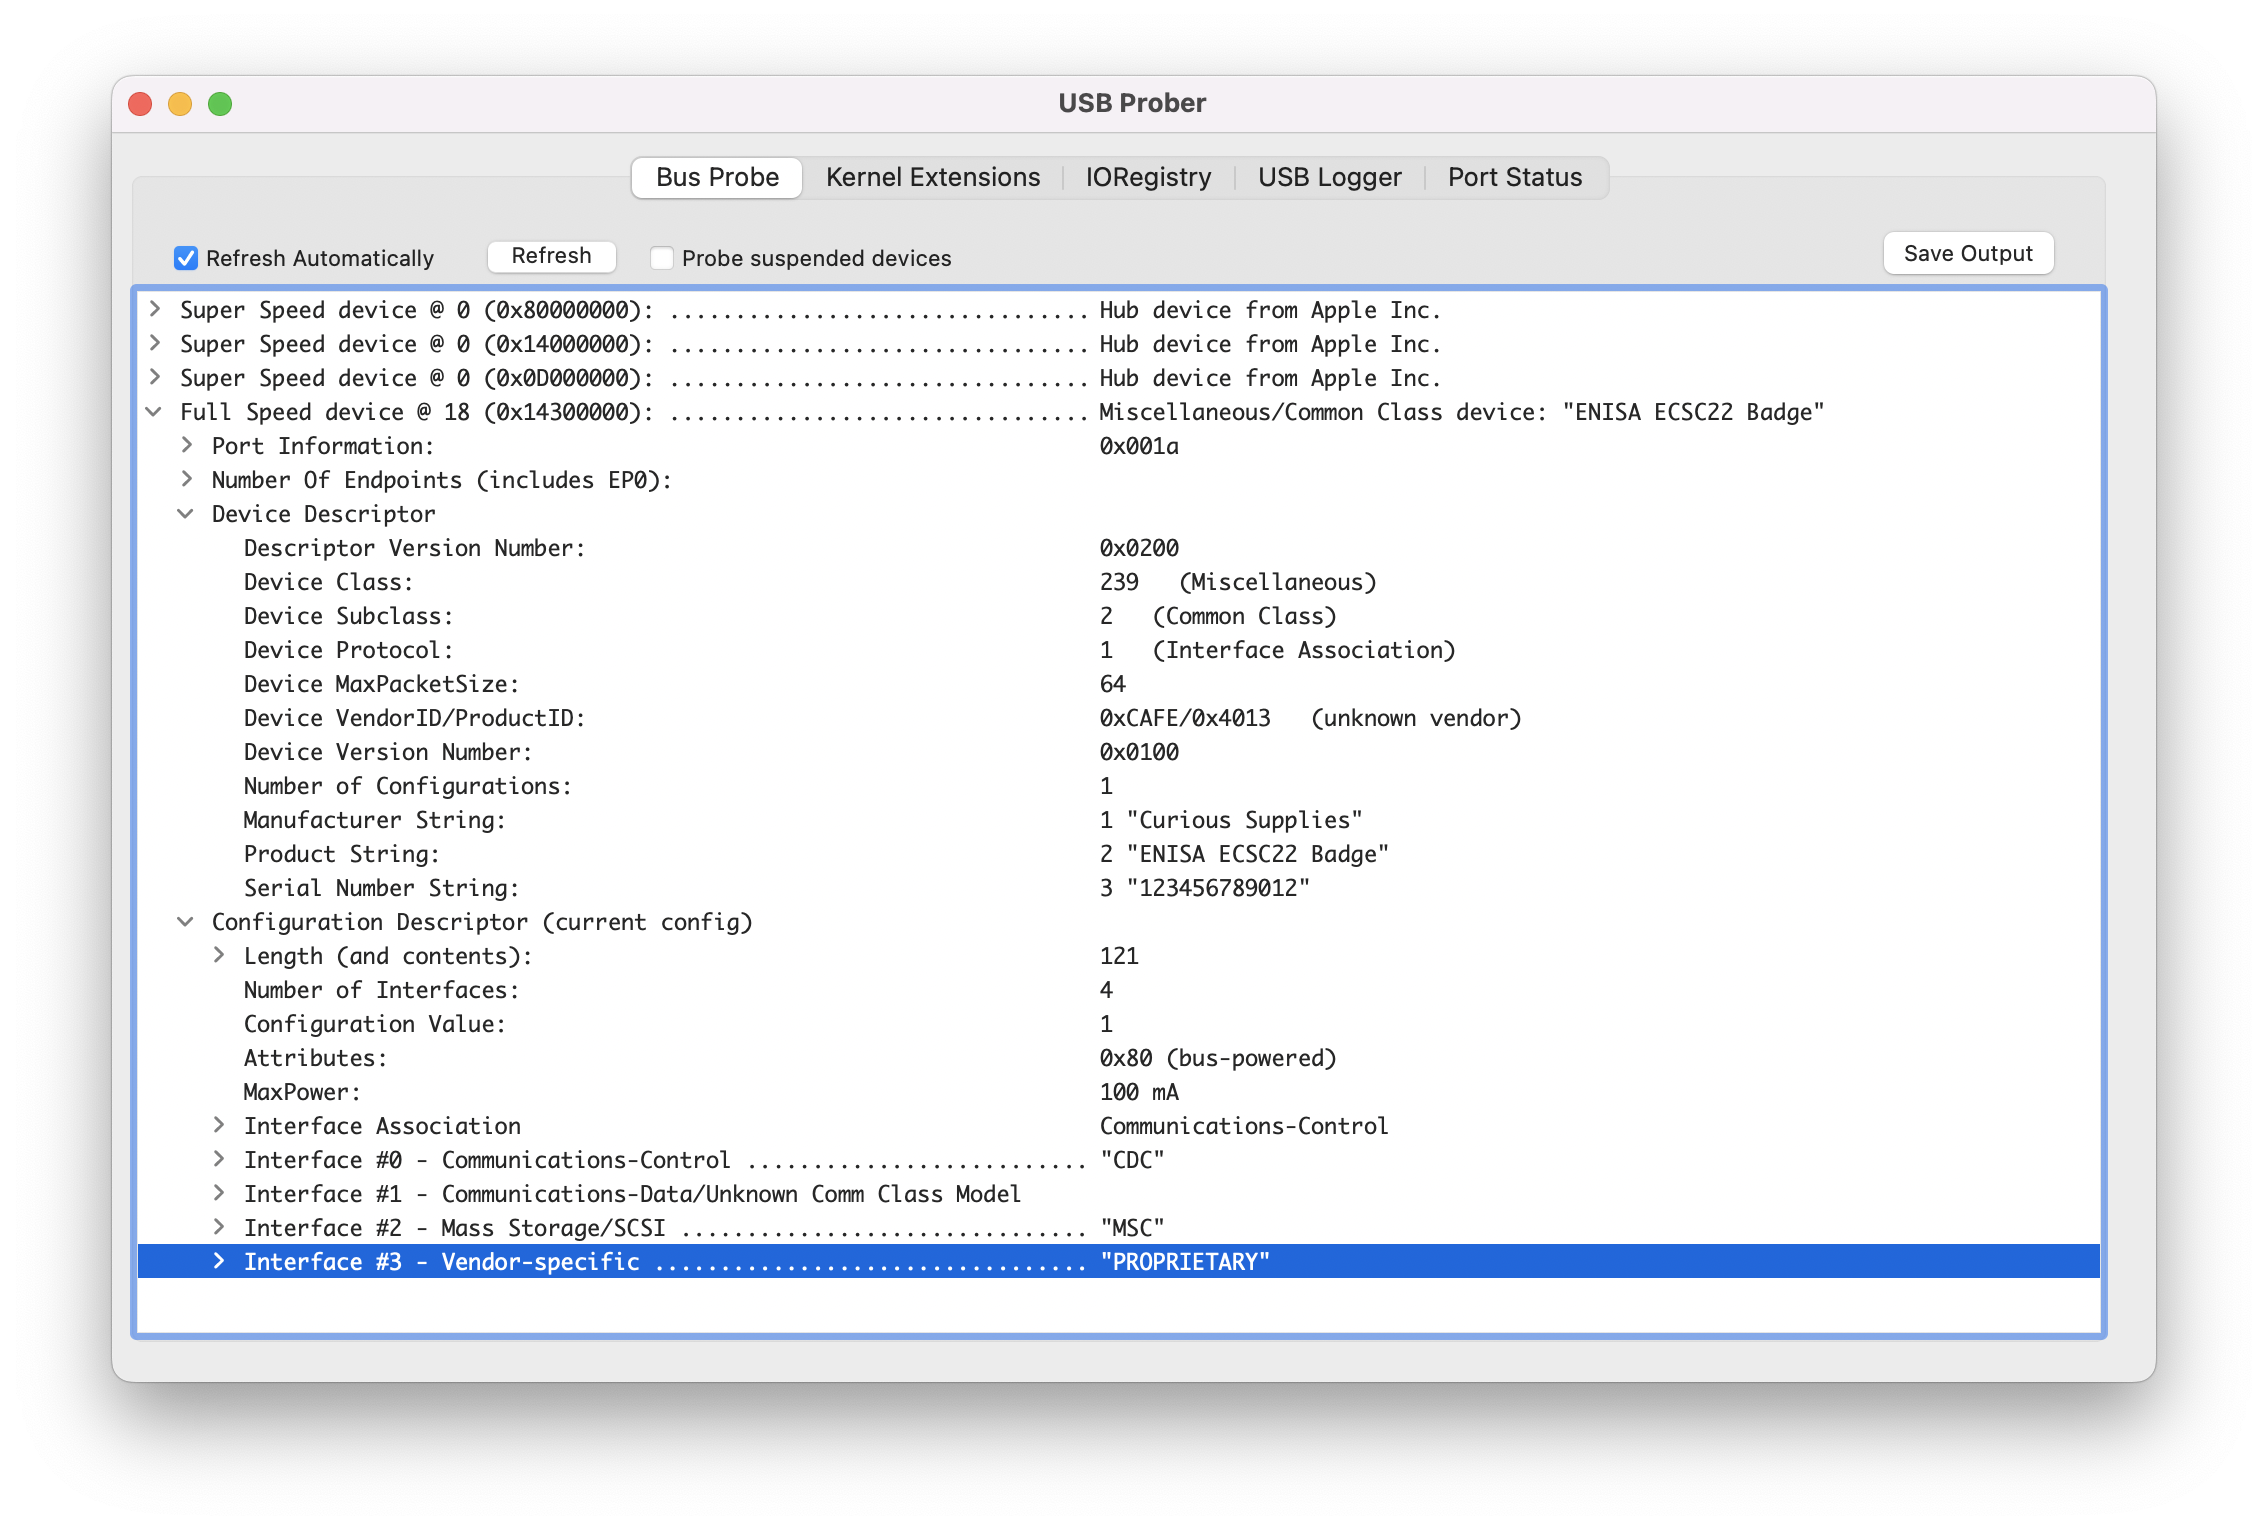 USB Prober
Bus Probe Kernel Extensions IORegistry USB Logger Port Status
Refresh Automatically Refresh Probe suspended devices Save Output
Super Speed device @ 0 (0x80000000): ................................ Hub device from Apple Inc.
Super Speed device @ 0 (0x14000000): ................................ Hub device from Apple Inc.
Super Speed device @ 0 (0x0D000000): ................................ Hub device from Apple Inc.
Full Speed device @ 18 (0x14300000): ................................ Miscellaneous/Common Class device: "ENISA ECSC22 Badge"
Port Information: 0x001a
Number Of Endpoints (includes EP0):
Device Descriptor
Descriptor Version Number: 0x0200
Device Class: 239 (Miscellaneous)
Device Subclass: 2 (Common Class)
Device Protocol: 1 (Interface Association)
Device MaxPacketSize: 64
Device VendorID/ProductID: 0xCAFE/0x4013 (unknown vendor)
Device Version Number: 0x0100
Number of Configurations: 1
Manufacturer String: 1 "Curious Supplies"
Product String: 2 "ENISA ECSC22 Badge"
Serial Number String: 3 "123456789012"
Configuration Descriptor (current config)
Length (and contents): 121
Number of Interfaces: 4
Configuration Value: 1
Attributes: 0x80 (bus-powered)
MaxPower: 100 mA
Interface Association Communications-Control
Interface #0 - Communications-Control .......................... "CDC"
Interface #1 - Communications-Data/Unknown Comm Class Model
Interface #2 - Mass Storage/SCSI ............................... "MSC"
Interface #3 - Vendor-specific ................................. "PROPRIETARY"